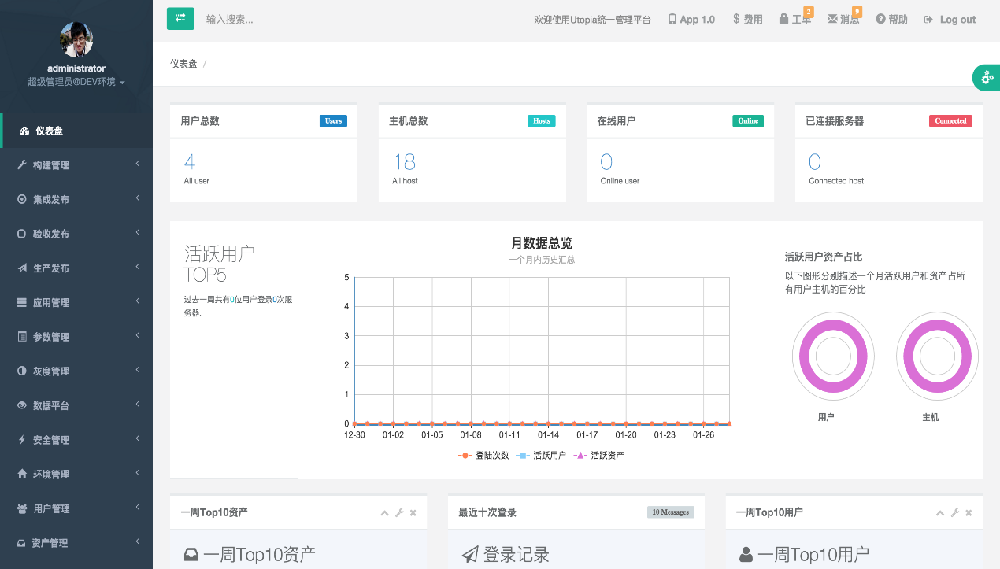 administrator
超级管理员@DEV环境
仪表盘
构建管理
集成发布
验收发布
生产发布
应用管理
参数管理
灰度管理
数据平台
安全管理
环境管理
用户管理
资产管理
输入搜索...
欢迎使用Utopia统一管理平台
App 1.0
$ 费用
工单 2
消息 9
帮助
Log out
仪表盘 /
用户总数 Users
4
All user
主机总数 Hosts
18
All host
在线用户 Online
0
Online user
已连接服务器 Connected
0
Connected host
活跃用户
TOP5
过去一周共有0位用户登录0次服
务器.
月数据总览
一个月内历史汇总
5
4
3
2
1
0
12-30 01-02 01-05 01-08 01-11 01-14 01-17 01-20 01-23 01-26
登陆次数 活跃用户 活跃资产
活跃用户资产占比
以下图形分别描述一个月活跃用户和资产占所
有用户主机的百分比
用户 主机
一周Top10资产
一周Top10资产
最近十次登录 10 Messages
登录记录
一周Top10用户
一周Top10用户